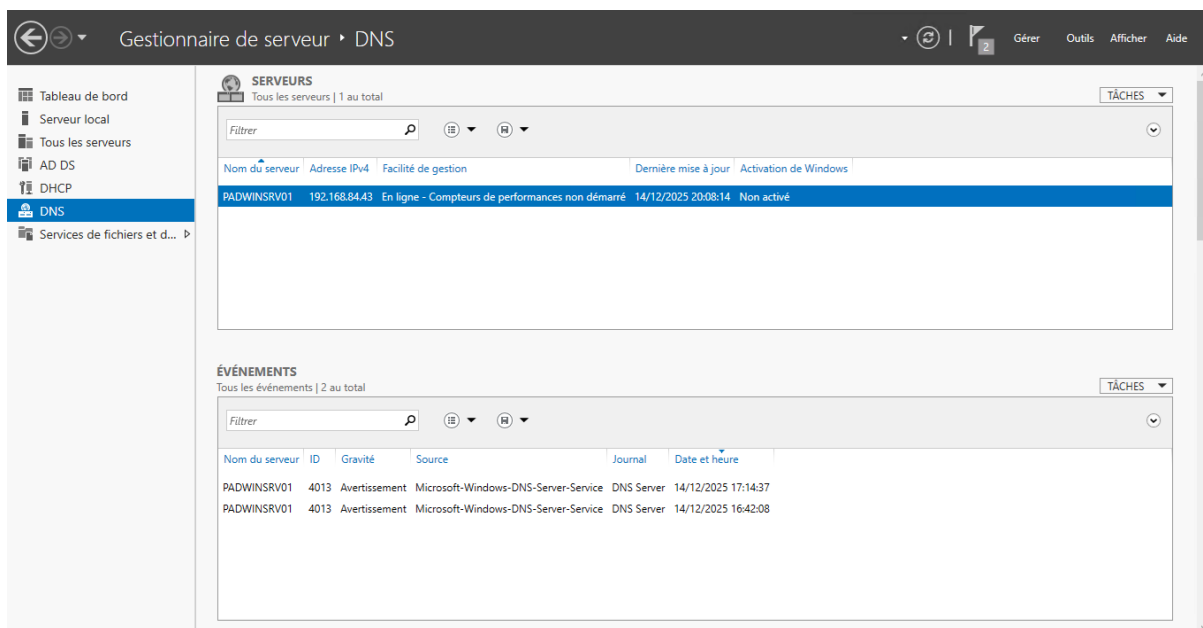 Gestionnaire de serveur ‣ DNS
2 Gérer Outils Afficher Aide
Tableau de bord
Serveur local
Tous les serveurs
AD DS
DHCP
DNS
Services de fichiers et d...
SERVEURS
Tous les serveurs | 1 au total
TÂCHES
Filtrer
Nom du serveur Adresse IPv4 Facilité de gestion Dernière mise à jour Activation de Windows
PADWINSRV01 192.168.84.43 En ligne - Compteurs de performances non démarré 14/12/2025 20:08:14 Non activé
ÉVÉNEMENTS
Tous les événements | 2 au total
TÂCHES
Filtrer
Nom du serveur ID Gravité Source Journal Date et heure
PADWINSRV01 4013 Avertissement Microsoft-Windows-DNS-Server-Service DNS Server 14/12/2025 17:14:37
PADWINSRV01 4013 Avertissement Microsoft-Windows-DNS-Server-Service DNS Server 14/12/2025 16:42:08